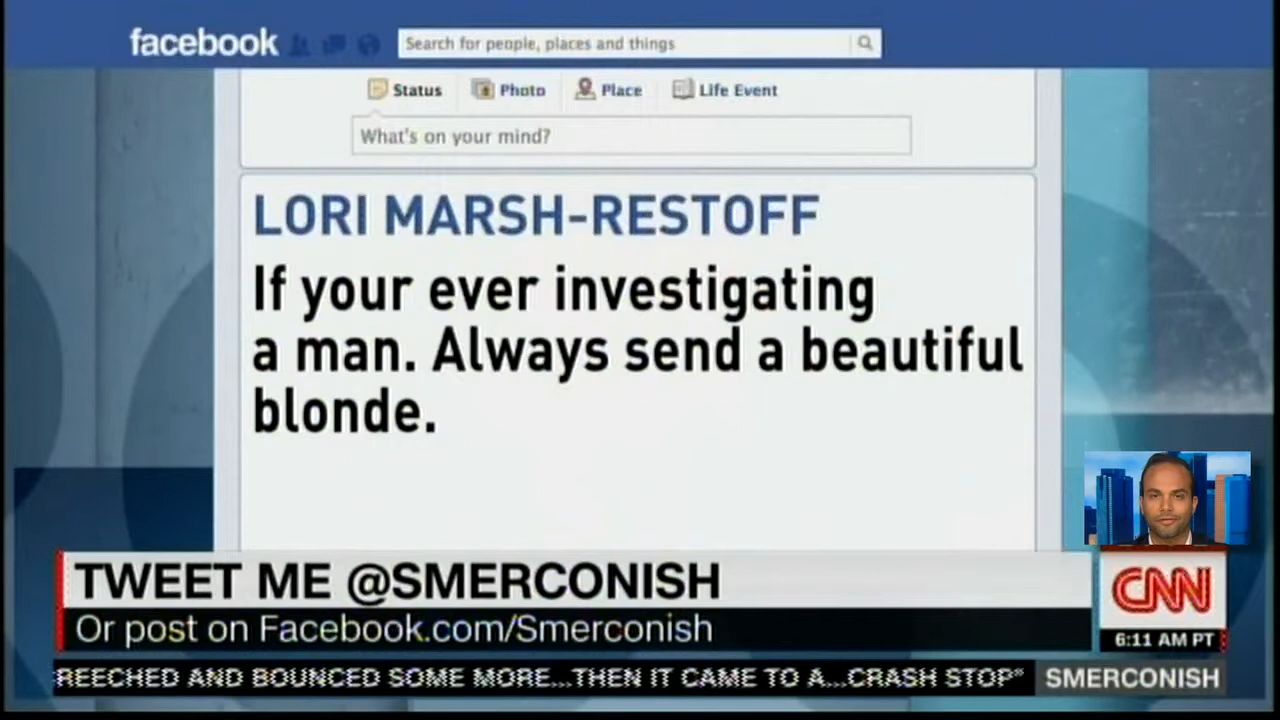 facebook
Search for people, places and things
Status
Photo
Place
Life Event
What's on your mind?
LORI MARSH-RESTOFF
If your ever investigating
a man. Always send a beautiful
blonde.
TWEET ME @SMERCONISH
Or post on Facebook.com/Smerconish
CNN
6:11 AM PT
REECHED AND BOUNCED SOME MORE...THEN IT CAME TO A...CRASH STOP"
SMERCONISH